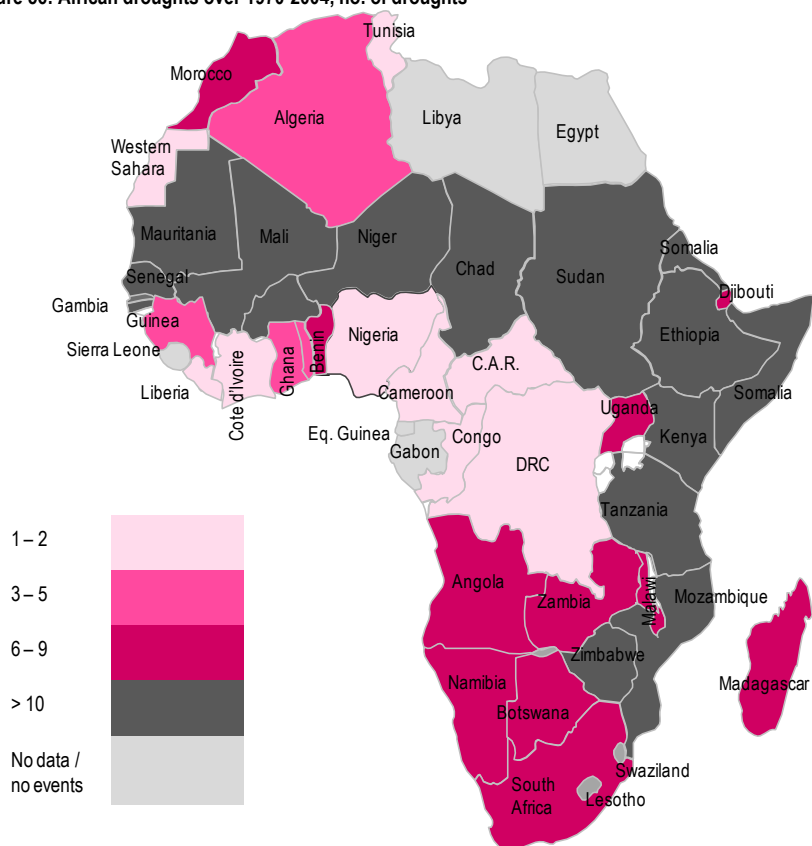 Tunisia
Morocco
Algeria
Libya
Egypt
Western
Sahara
Mauritania
Mali
Niger
Chad
Sudan
Somalia
Senegal
Djibouti
Gambia
Guinea
Ethiopia
Sierra Leone
Nigeria
Benin
Ghana
C.A.R.
Liberia
Cote d'Ivoire
Cameroon
Somalia
Uganda
Eq. Guinea
Congo
Kenya
Gabon
DRC
Tanzania
1 – 2
Angola
Zambia
Malawi
Mozambique
3 – 5
6 – 9
Zimbabwe
Namibia
Madagascar
> 10
Botswana
No data /
no events
Swaziland
South
Africa
Lesotho